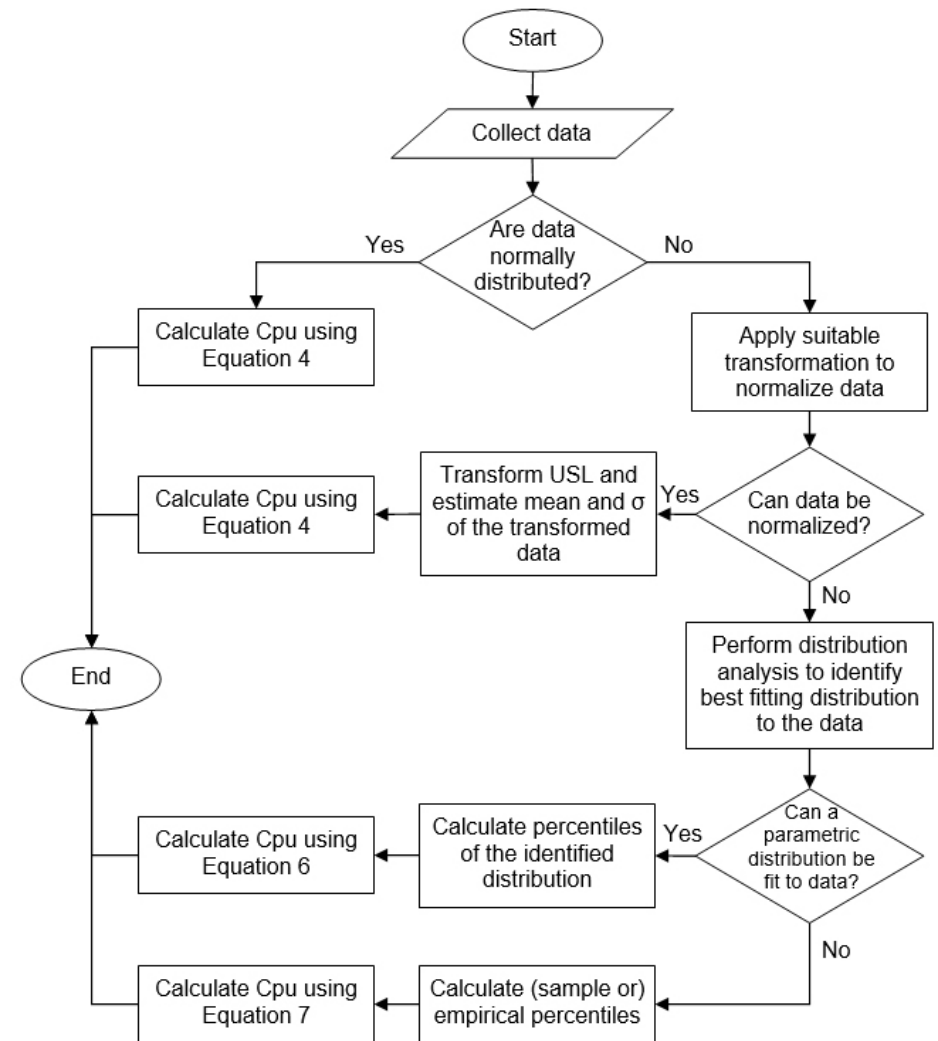 Start
Collect data
Are data
normally
distributed?
Yes
No
Calculate Cpu using
Equation 4
Apply suitable
transformation to
normalize data
Can data be
normalized?
Yes
Transform USL and
estimate mean and σ
of the transformed
data
Calculate Cpu using
Equation 4
No
End
Perform distribution
analysis to identify
best fitting distribution
to the data
Can a
parametric
distribution be
fit to data?
Yes
Calculate percentiles
of the identified
distribution
Calculate Cpu using
Equation 6
No
Calculate (sample or)
empirical percentiles
Calculate Cpu using
Equation 7